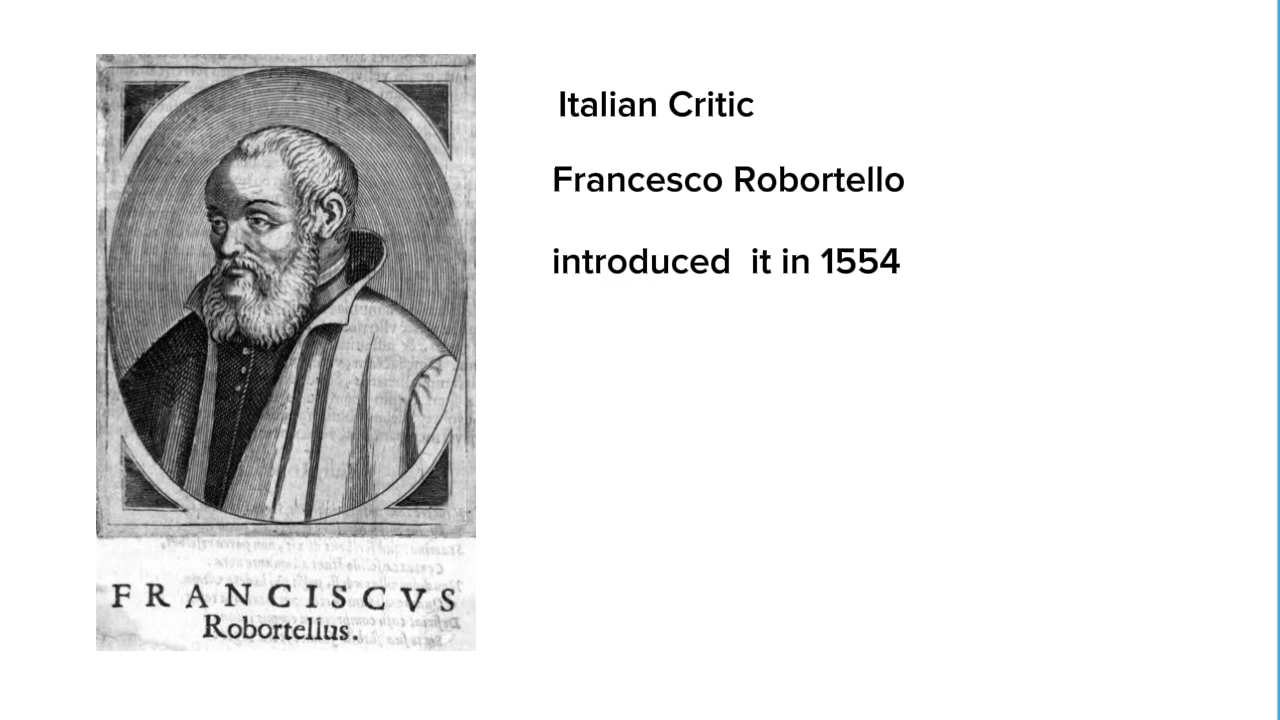 Italian Critic
Francesco Robortello
introduced it in 1554
FRANCISCVS
Robortellus.